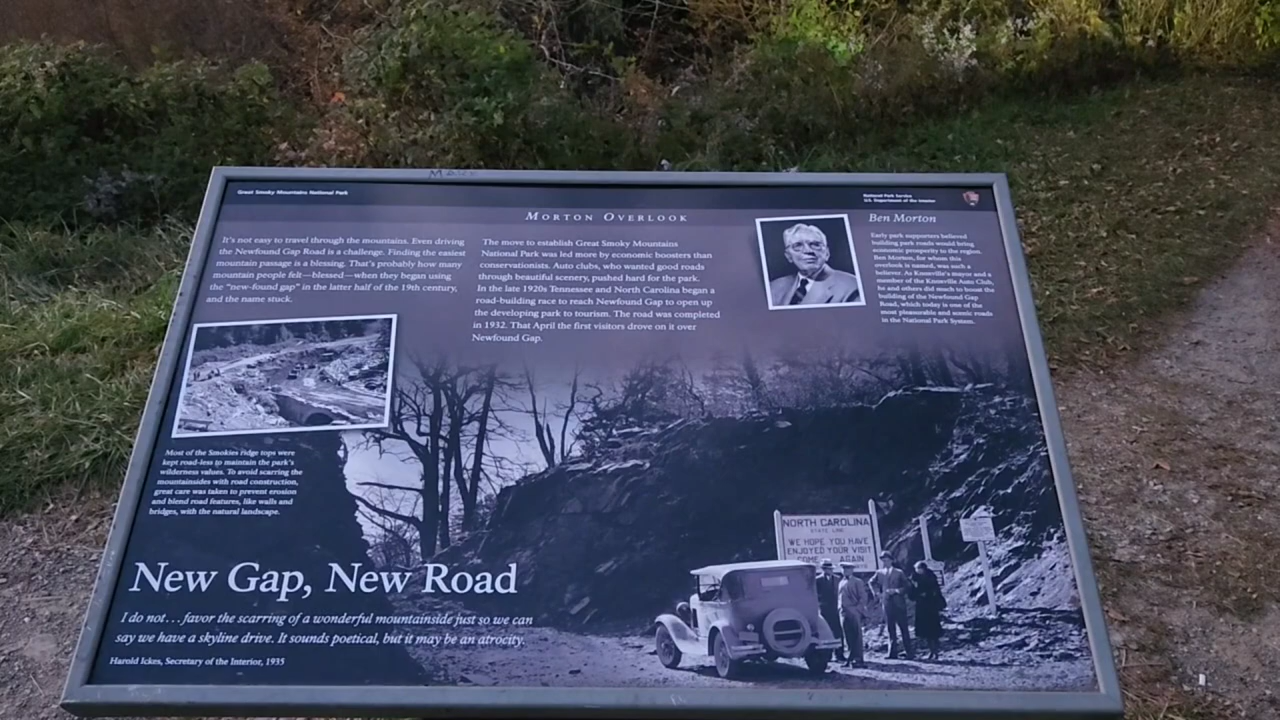 Great Smoky Mountains National Park
National Park Service
U.S. Department of the Interior
MORTON OVERLOOK
It's not easy to travel through the mountains. Even driving
the Newfound Gap Road is a challenge. Finding the easiest
mountain passage is a blessing. That's probably how many
mountain people felt—blessed—when they began using
the "new-found gap" in the latter half of the 19th century,
and the name stuck.
The move to establish Great Smoky Mountains
National Park was led more by economic boosters than
conservationists. Auto clubs, who wanted good roads
through beautiful scenery, pushed hard for the park.
In the late 1920s Tennessee and North Carolina began a
road-building race to reach Newfound Gap to open up
the developing park to tourism. The road was completed
in 1932. That April the first visitors drove on it over
Newfound Gap.
Ben Morton
Early park supporters believed
building park roads would bring
economic prosperity to the region.
Ben Morton, for whom this
overlook is named, was such a
believer. As Knoxville's mayor and a
member of the Knoxville Auto Club,
he and others did much to boost the
building of the Newfound Gap
Road, which today is one of the
most pleasurable and scenic roads
in the National Park System.
Most of the Smokies ridge tops were
kept road-less to maintain the park's
wilderness values. To avoid scarring the
mountainsides with road construction,
great care was taken to prevent erosion
and blend road features, like walls and
bridges, with the natural landscape.
NORTH CAROLINA
STATE LINE
WE HOPE YOU HAVE
ENJOYED YOUR VISIT
COME AGAIN
New Gap, New Road
I do not...favor the scarring of a wonderful mountainside just so we can
say we have a skyline drive. It sounds poetical, but it may be an atrocity.
Harold Ickes, Secretary of the Interior, 1935